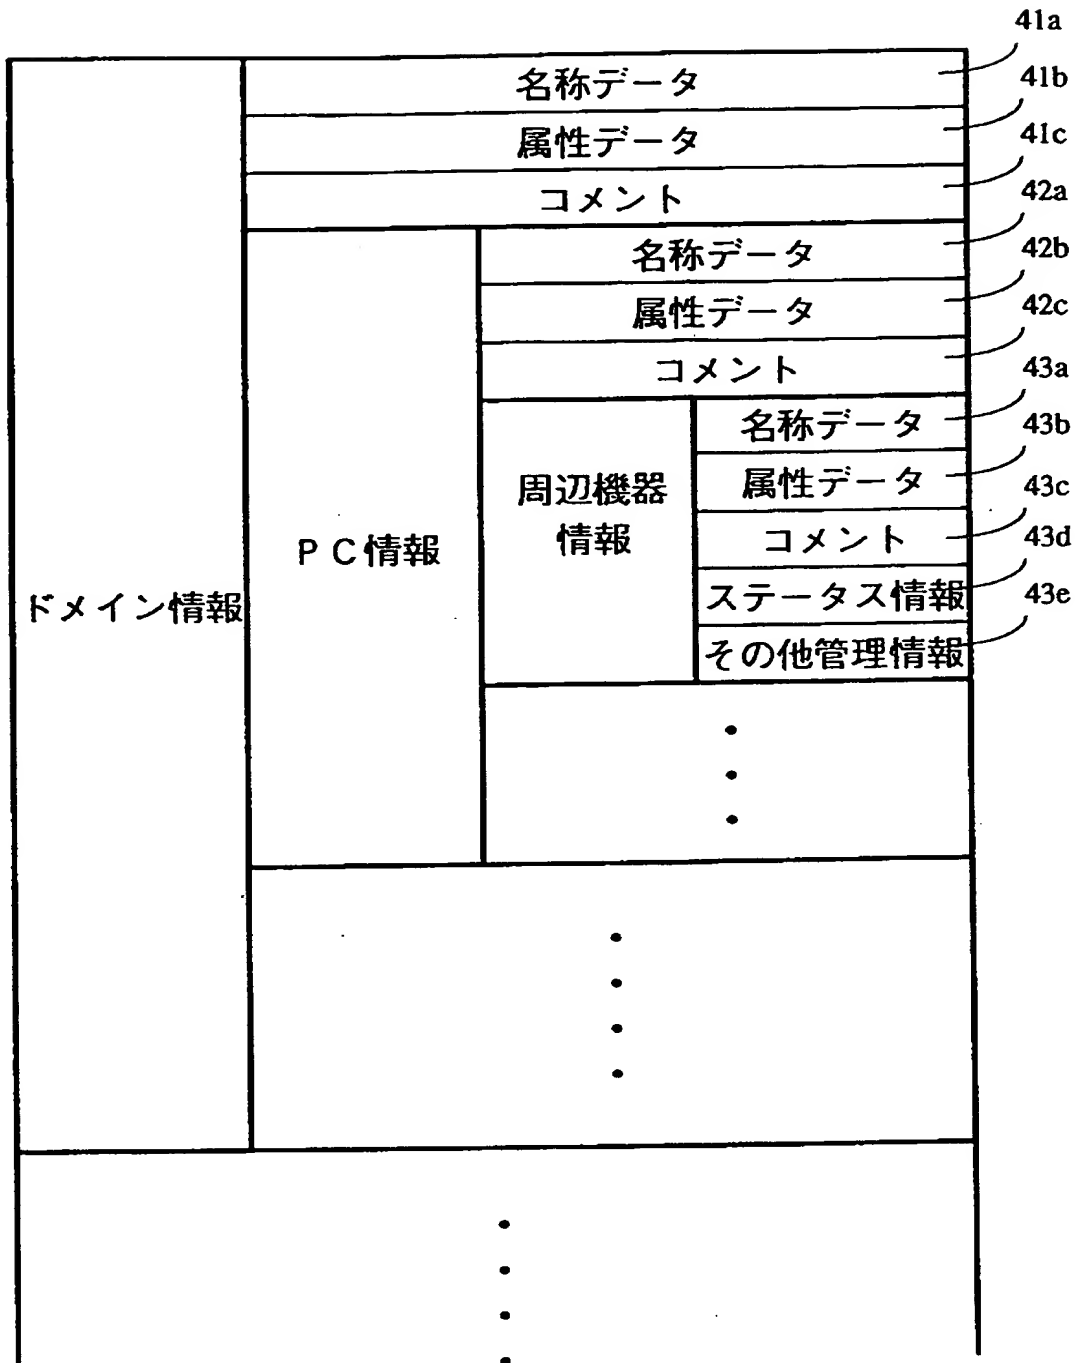 41a
名称データ
41b
属性データ
41c
コメント
42a
名称データ
42b
属性データ
42c
コメント
43a
名称データ
43b
周辺機器
情報
属性データ
43c
PC情報
コメント
43d
ドメイン情報
ステータス情報
43e
その他管理情報